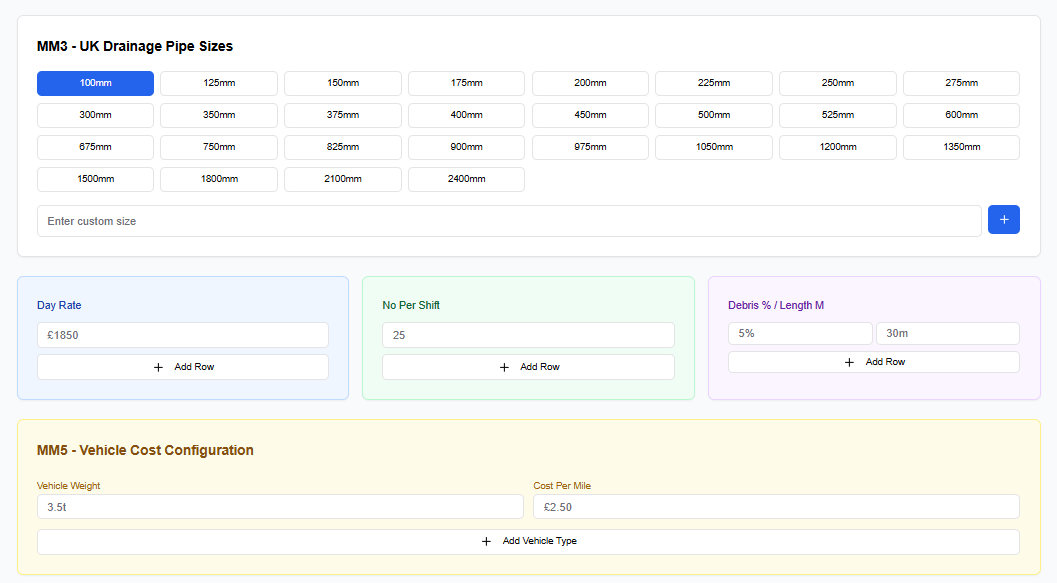 MM3 - UK Drainage Pipe Sizes
100mm 125mm 150mm 175mm 200mm 225mm 250mm 275mm
300mm 350mm 375mm 400mm 450mm 500mm 525mm 600mm
675mm 750mm 825mm 900mm 975mm 1050mm 1200mm 1350mm
1500mm 1800mm 2100mm 2400mm
Enter custom size +
Day Rate
£1850
+ Add Row
No Per Shift
25
+ Add Row
Debris % / Length M
5% 30m
+ Add Row
MM5 - Vehicle Cost Configuration
Vehicle Weight Cost Per Mile
3.5t £2.50
+ Add Vehicle Type